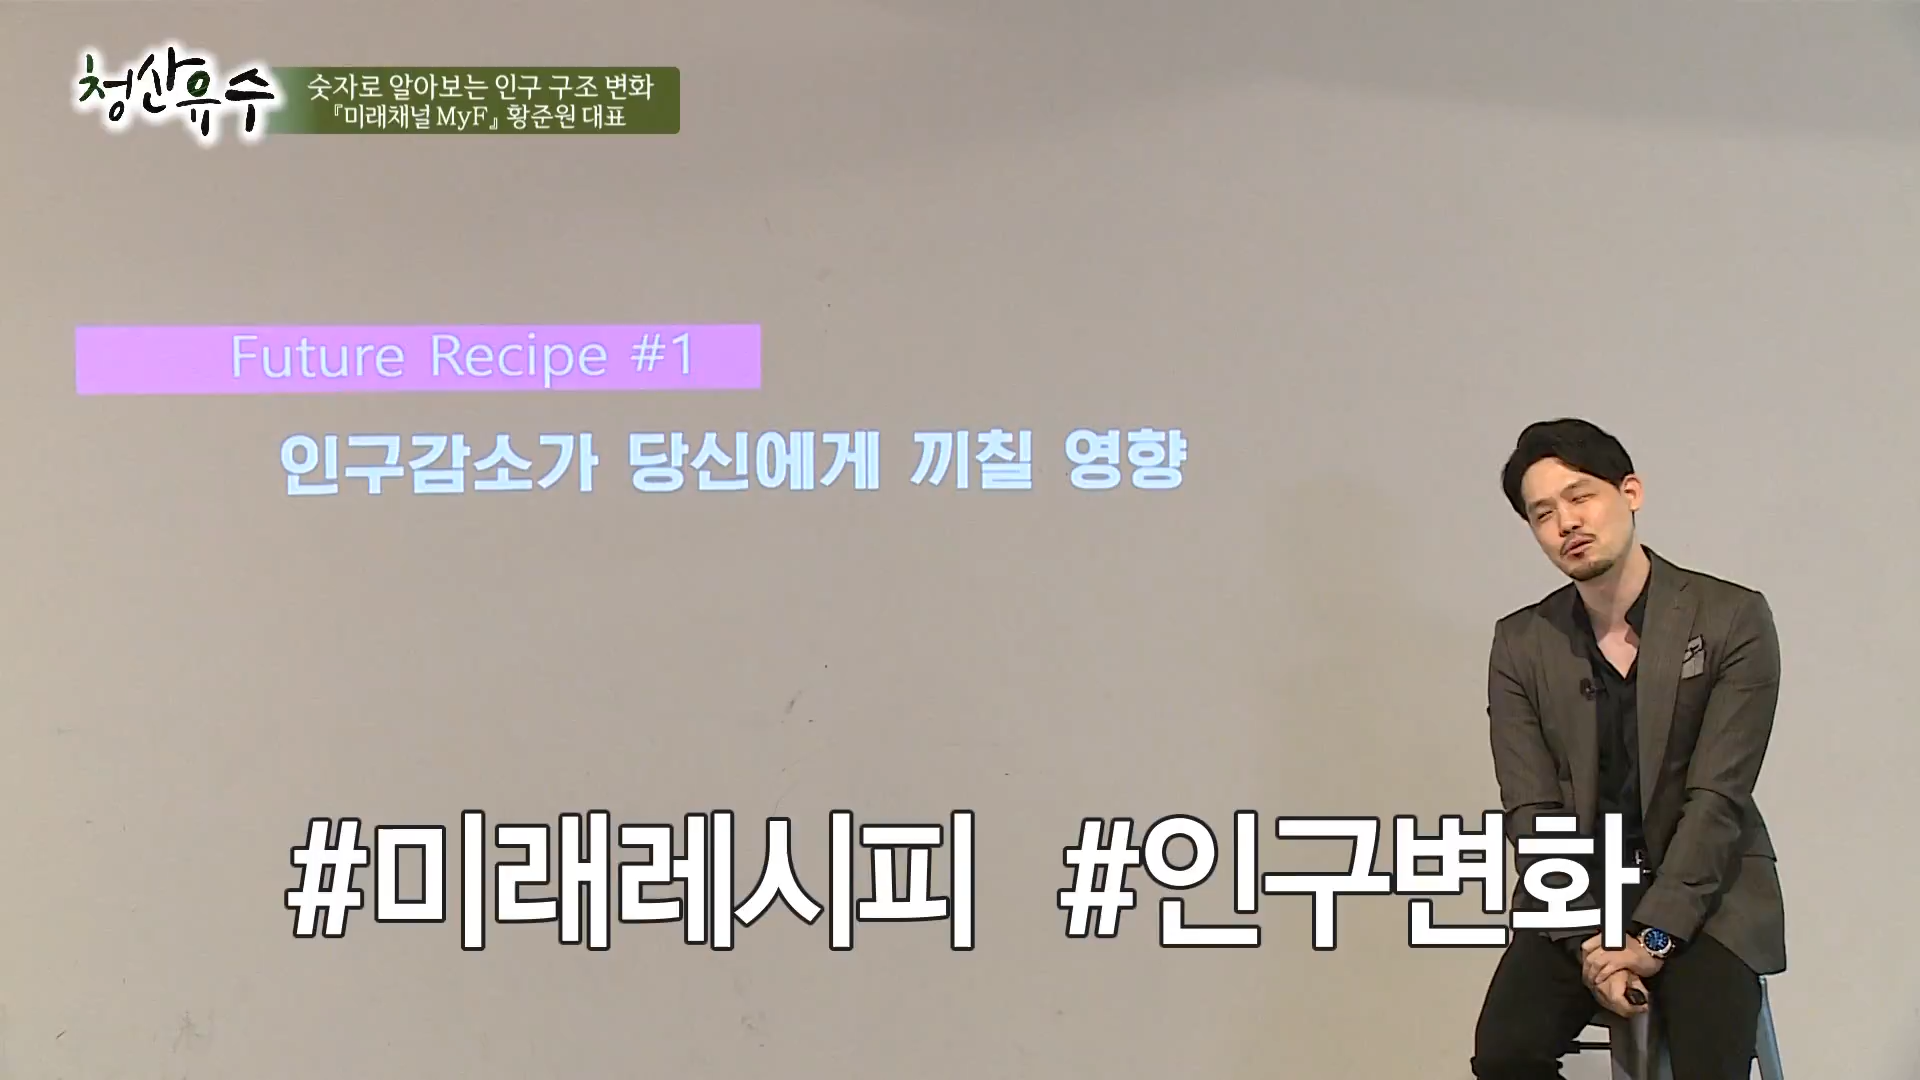 청산유수
숫자로 알아보는 인구 구조 변화
『미래채널 MyF』 황준원 대표
Future Recipe #1
인구감소가 당신에게 끼칠 영향
#미래레시피 #인구변화